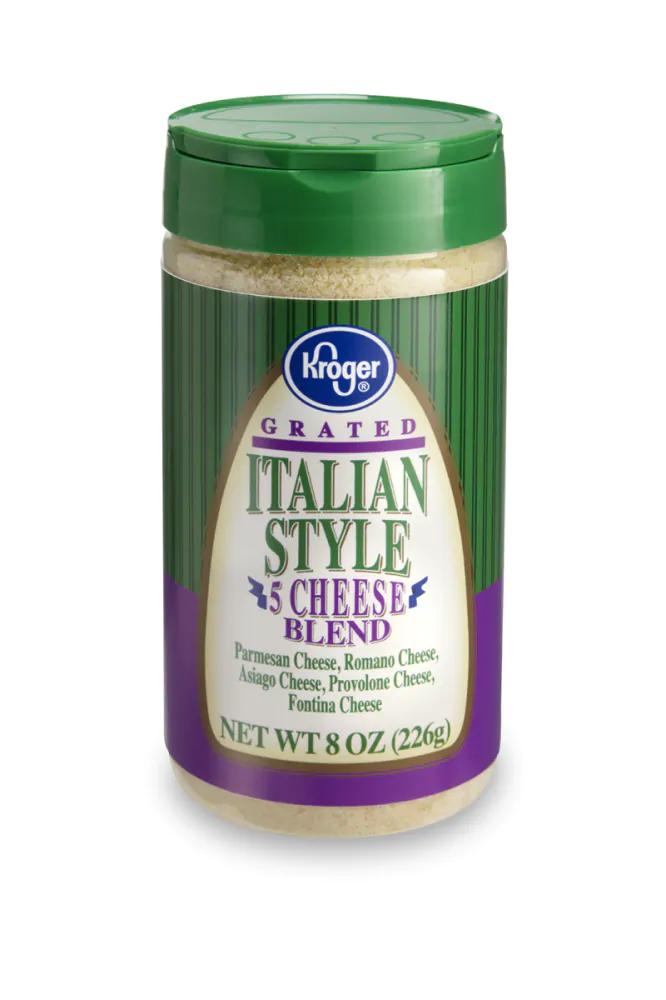 Kroger®
GRATED
ITALIAN
STYLE
5 CHEESE
BLEND
Parmesan Cheese, Romano Cheese,
Asiago Cheese, Provolone Cheese,
Fontina Cheese
NET WT 8 OZ (226g)